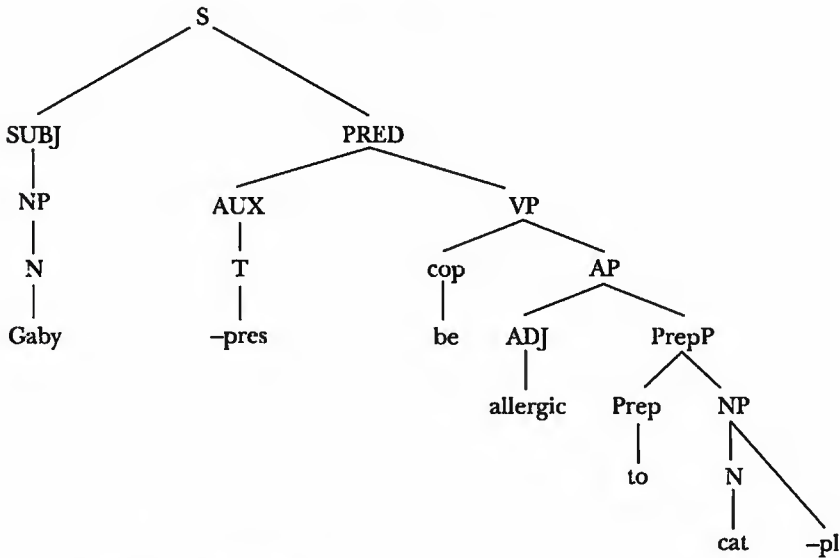 S
SUBJ PRED
NP AUX VP
N T cop AP
Gaby –pres be ADJ PrepP
allergic Prep NP
to N
cat –pl